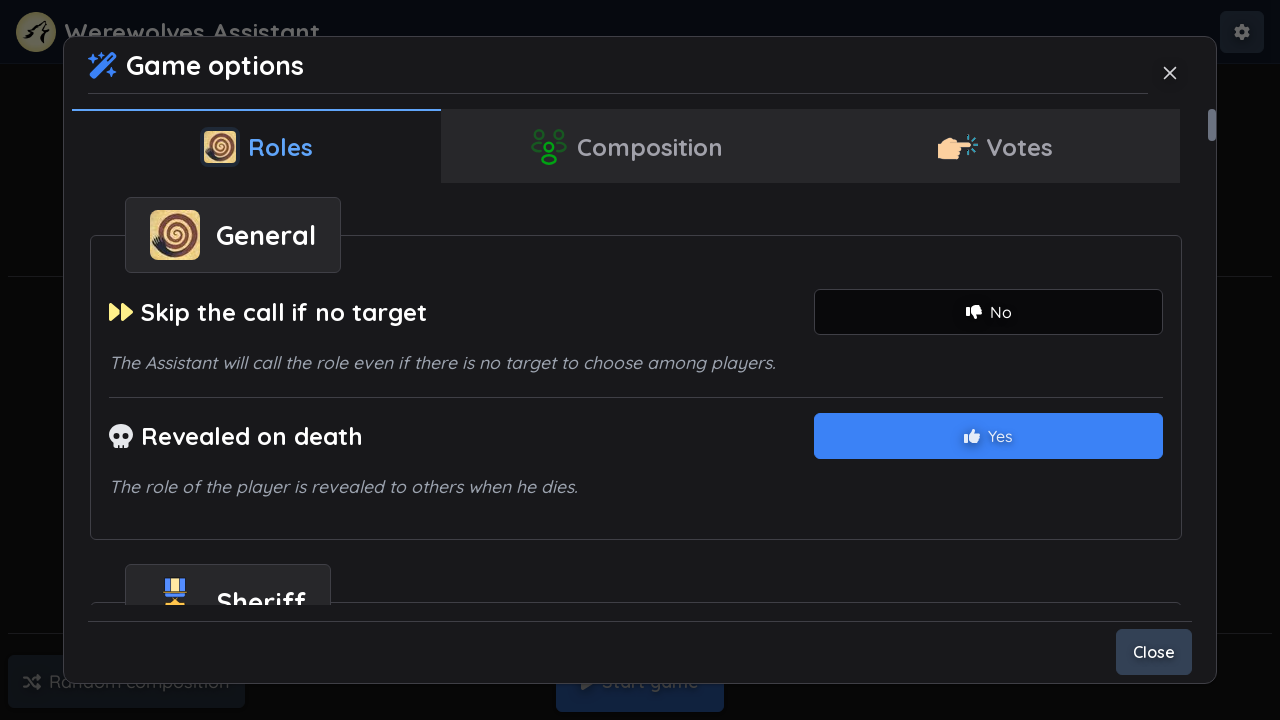 Werewolves Assistant
Game options
Roles
Composition
Votes
General
Skip the call if no target
No
The Assistant will call the role even if there is no target to choose among players.
Revealed on death
Yes
The role of the player is revealed to others when he dies.
Sheriff
Close
Random composition
Start game